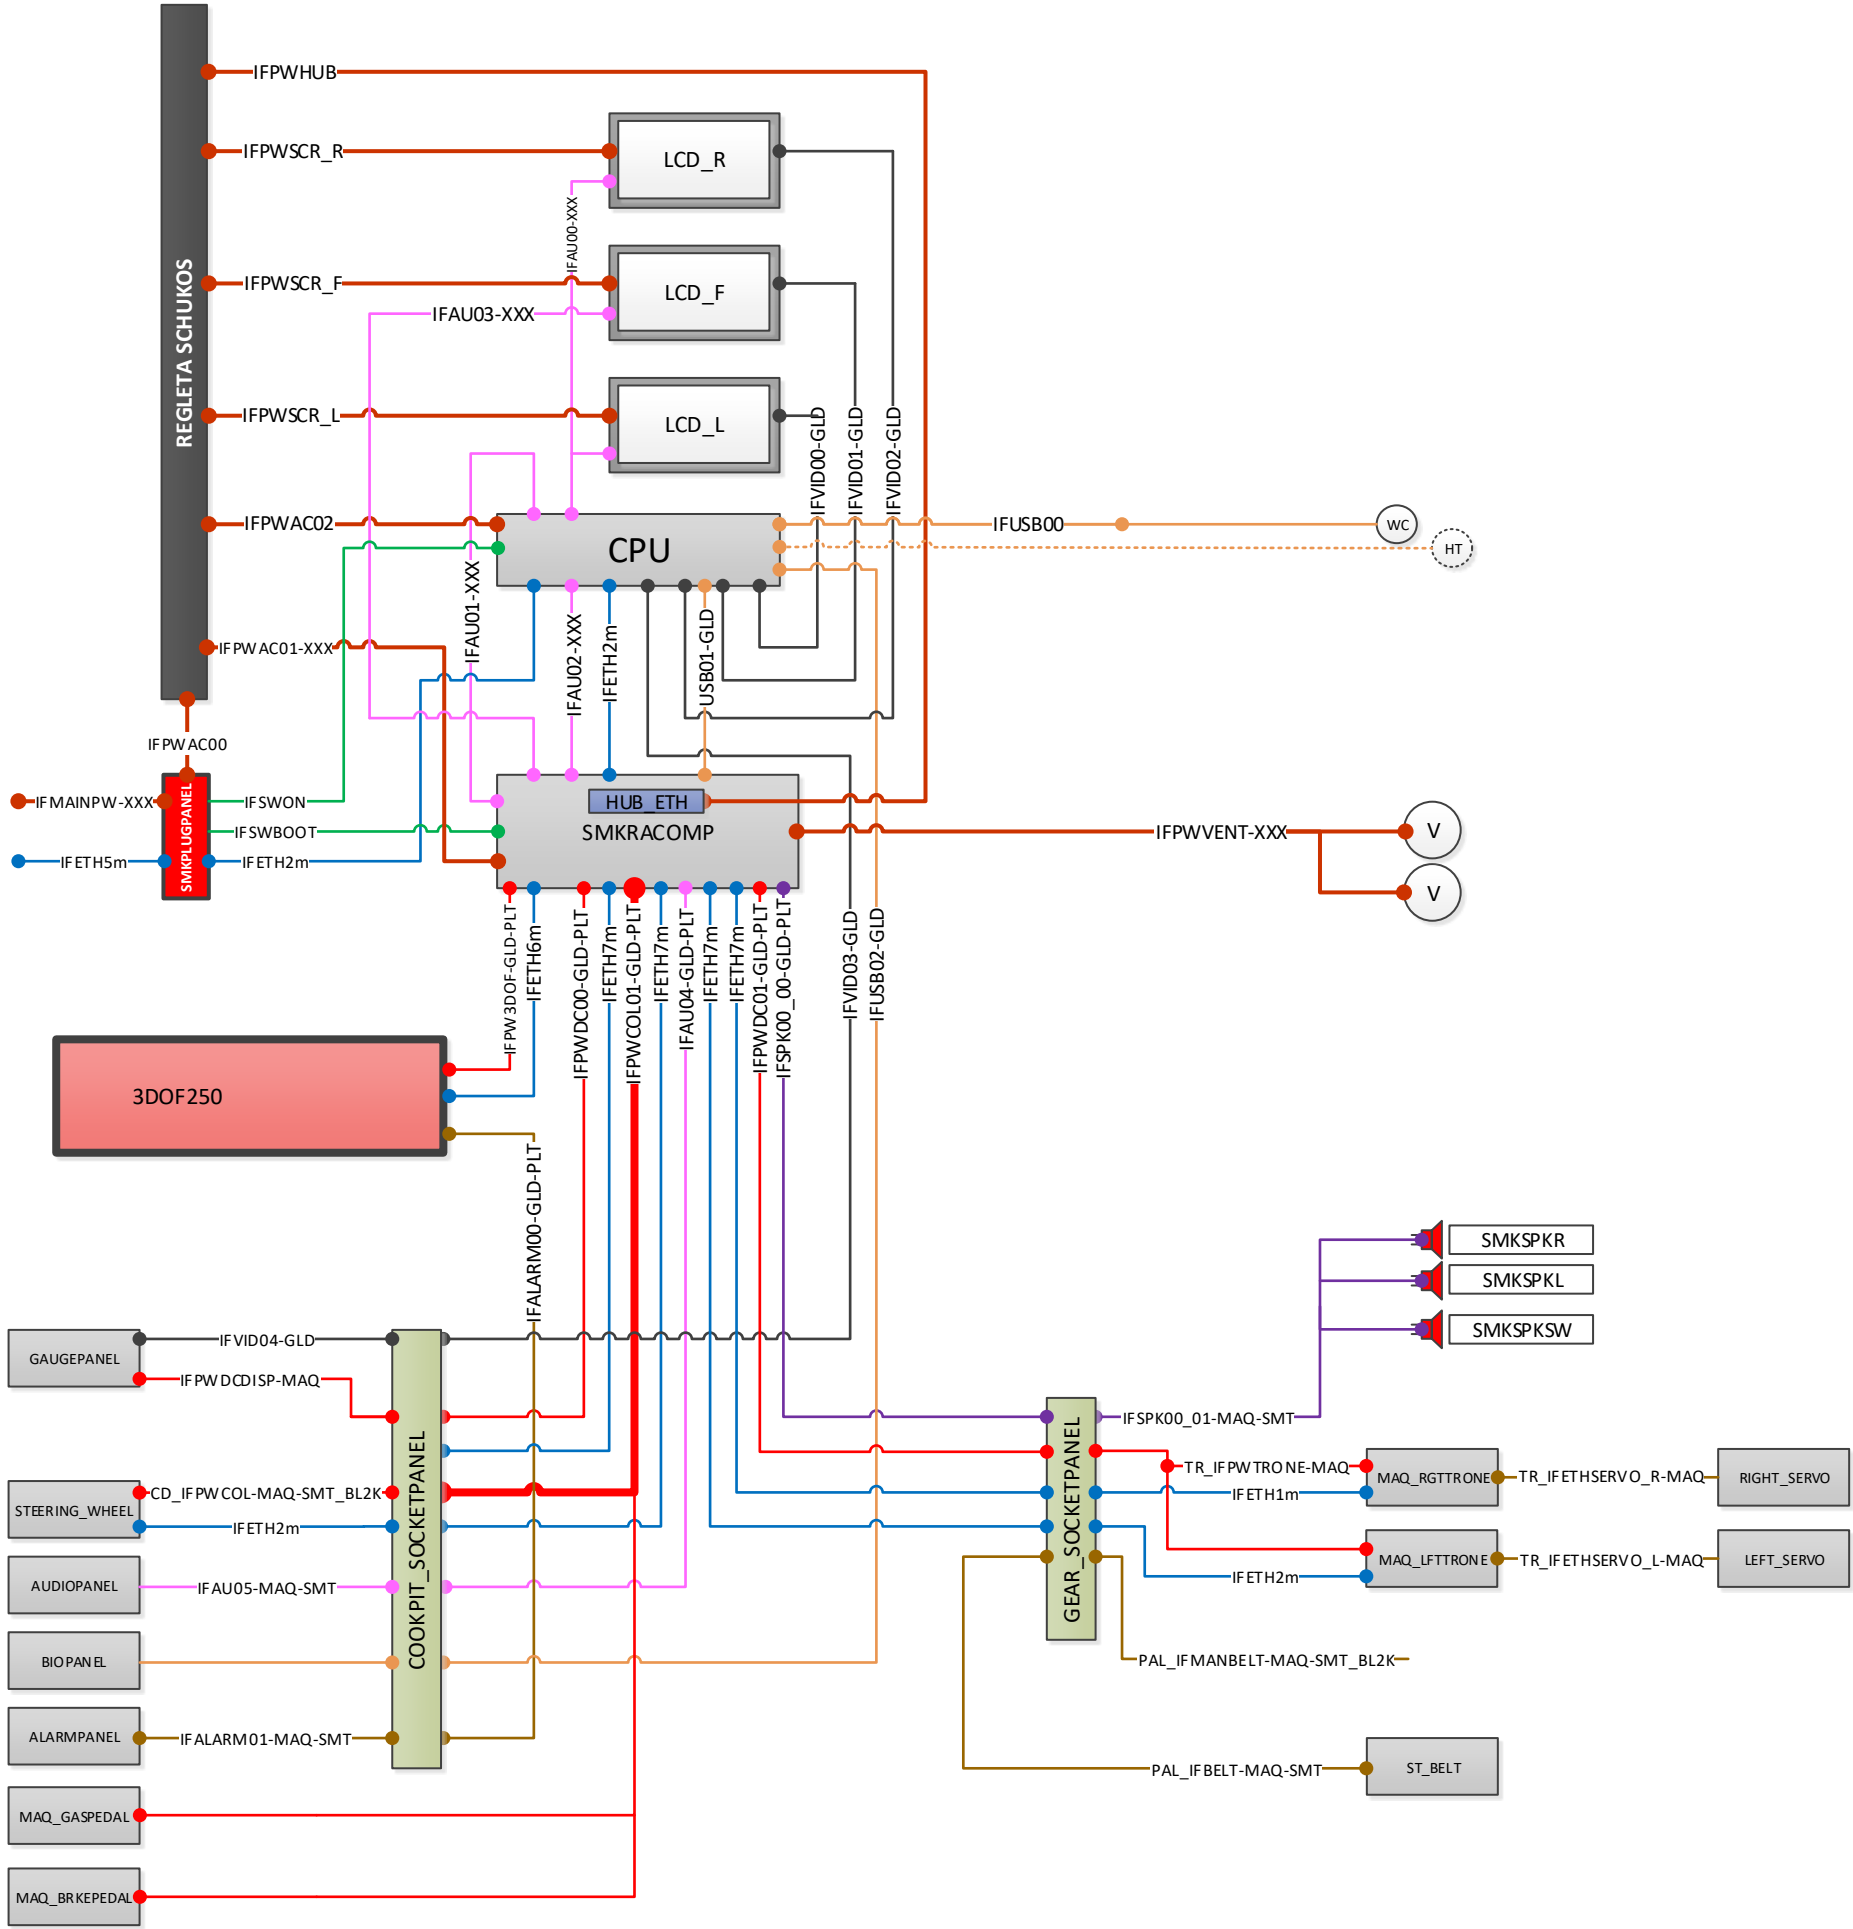 IFPWHUB
IFPWSCR_R
LCD_R
IFAU00-XXX
REGLETA SCHUKOS
IFPWSCR_F
LCD_F
IFAU03-XXX
IFPWSCR_L
LCD_L
IFVID00-GLD
IFVID01-GLD
IFVID02-GLD
IFPWAC02
CPU
IFUSB00
WC
HT
IFAU01-XXX
IFAU02-XXX
IFETH2m
USB01-GLD
IFPWAC01-XXX
IFPWAC00
SMKPLUGPANEL
IFMAINPW-XXX
IFSWON
HUB_ETH
SMKRACOMP
IFSWBOOT
IFPWVENT-XXX
V
V
IFETH5m
IFETH2m
IFPW3DOF-GLD-PLT
IFETH6m
IFPWDC00-GLD-PLT
IFETH7m
IFPWCOL01-GLD-PLT
IFETH7m
IFAU04-GLD-PLT
IFETH7m
IFETH7m
IFPWDC01-GLD-PLT
IFSPK00_00-GLD-PLT
IFVID03-GLD
IFUSB02-GLD
3DOF250
IFALARM00-GLD-PLT
SMKSPKR
SMKSPKL
SMKSPKSW
GAUGEPANEL
IFVID04-GLD
IFPWDCDISP-MAQ
COOKPIT_SOCKETPANEL
GEAR_SOCKETPANEL
IFSPK00_01-MAQ-SMT
TR_IFPWTRONE-MAQ
MAQ_RGTTRONE
TR_IFETHSERVO_R-MAQ
RIGHT_SERVO
IFETH1m
STEERING_WHEEL
CD_IFPWCOL-MAQ-SMT_BL2K
IFETH2m
MAQ_LFTTRONE
TR_IFETHSERVO_L-MAQ
LEFT_SERVO
IFETH2m
AUDIOPANEL
IFAU05-MAQ-SMT
BIOPANEL
PAL_IFMANBELT-MAQ-SMT_BL2K
ALARMPANEL
IFALARM01-MAQ-SMT
PAL_IFBELT-MAQ-SMT
ST_BELT
MAQ_GASPEDAL
MAQ_BRKEPEDAL